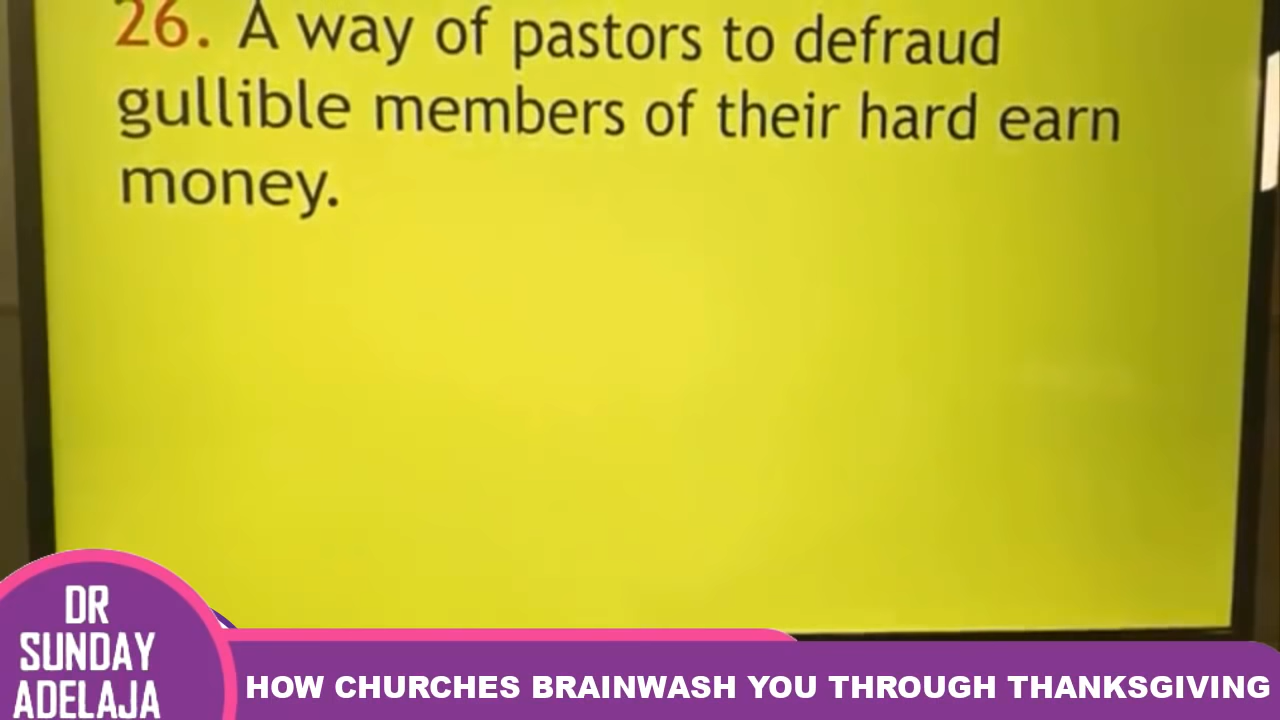 26. A way of pastors to defraud
gullible members of their hard earn
money.
DR
SUNDAY
ADELAJA
HOW CHURCHES BRAINWASH YOU THROUGH THANKSGIVING